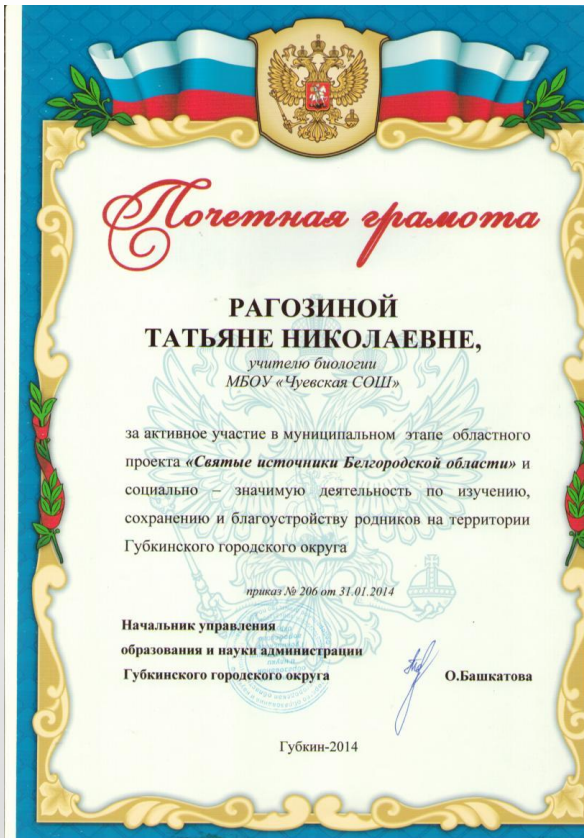 Почетная грамота
РАГОЗИНОЙ
ТАТЬЯНЕ НИКОЛАЕВНЕ,
учителю биологии
МБОУ «Чуевская СОШ»
за активное участие в муниципальном этапе областного
проекта «Святые источники Белгородской области» и
социально – значимую деятельность по изучению,
сохранению и благоустройству родников на территории
Губкинского городского округа
приказ № 206 от 31.01.2014
Начальник управления
образования и науки администрации
Губкинского городского округа О.Башкатова
Губкин-2014